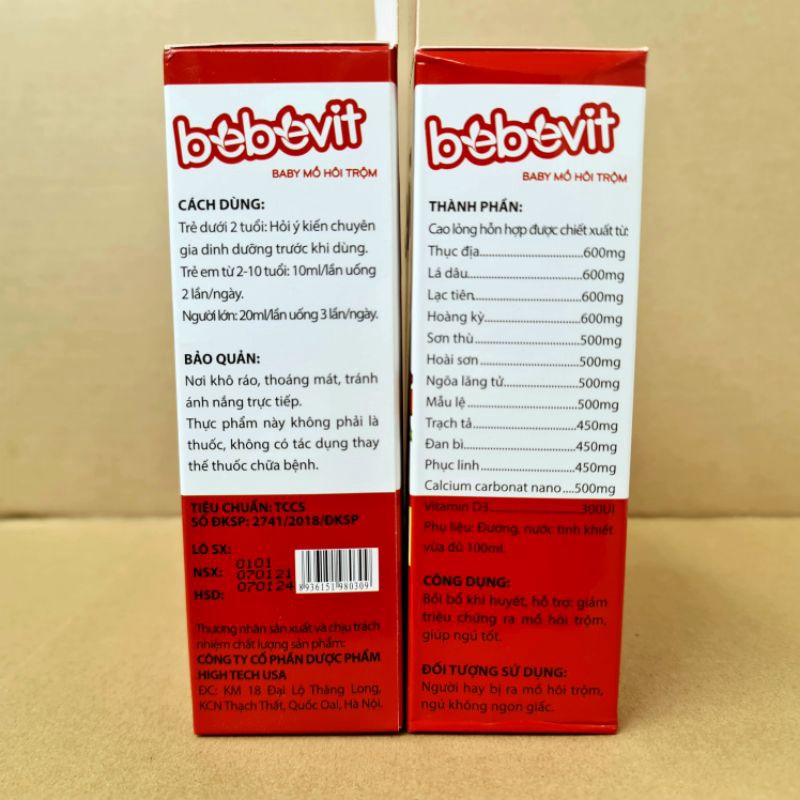 bebevit
BABY MỒ HÔI TRỘM
CÁCH DÙNG:
Trẻ dưới 2 tuổi: Hỏi ý kiến chuyên
gia dinh dưỡng trước khi dùng.
Trẻ em từ 2-10 tuổi: 10ml/lần uống
2 lần/ngày.
Người lớn: 20ml/lần uống 3 lần/ngày.
BẢO QUẢN:
Nơi khô ráo, thoáng mát, tránh
ánh nắng trực tiếp.
Thực phẩm này không phải là
thuốc, không có tác dụng thay
thế thuốc chữa bệnh.
TIÊU CHUẨN: TCCS
SỐ ĐKSP: 2741/2018/ĐKSP
LÔ SX: 0101
NSX: 070121
HSD: 070124
8936151980309
Thương nhân sản xuất và chịu trách
nhiệm chất lượng sản phẩm:
CÔNG TY CỔ PHẦN DƯỢC PHẨM
HIGH TECH USA
ĐC: KM 18 Đại Lộ Thăng Long,
KCN Thạch Thất, Quốc Oai, Hà Nội.
bebevit
BABY MỒ HÔI TRỘM
THÀNH PHẦN:
Cao lỏng hỗn hợp được chiết xuất từ:
Thục địa.....................600mg
Lá dâu.......................600mg
Lạc tiên.....................600mg
Hoàng kỳ...................600mg
Sơn thù.....................500mg
Hoài sơn...................500mg
Ngõa lăng tử..............500mg
Mẫu lệ.......................500mg
Trạch tả.....................450mg
Đan bì.......................450mg
Phục linh...................450mg
Calcium carbonat nano....500mg
Vitamin D3..................300UI
Phụ liệu: Đường, nước tinh khiết
vừa đủ 100ml.
CÔNG DỤNG:
Bồi bổ khí huyết, hỗ trợ: giảm
triệu chứng ra mồ hôi trộm,
giúp ngủ tốt.
ĐỐI TƯỢNG SỬ DỤNG:
Người hay bị ra mồ hôi trộm,
ngủ không ngon giấc.